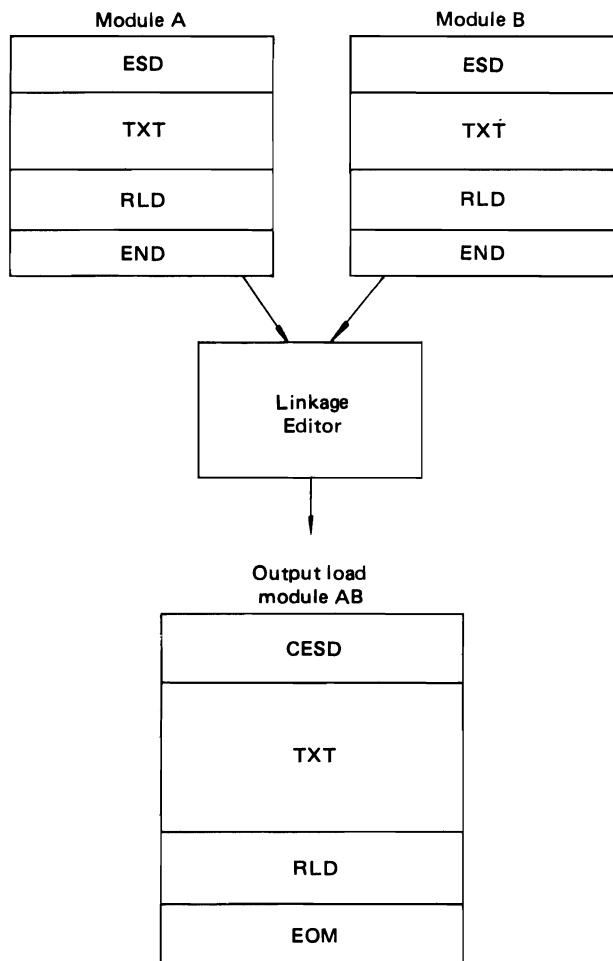 Module A
ESD
TXT
RLD
END
Module B
ESD
TXT
RLD
END
Linkage
Editor
Output load
module AB
CESD
TXT
RLD
EOM